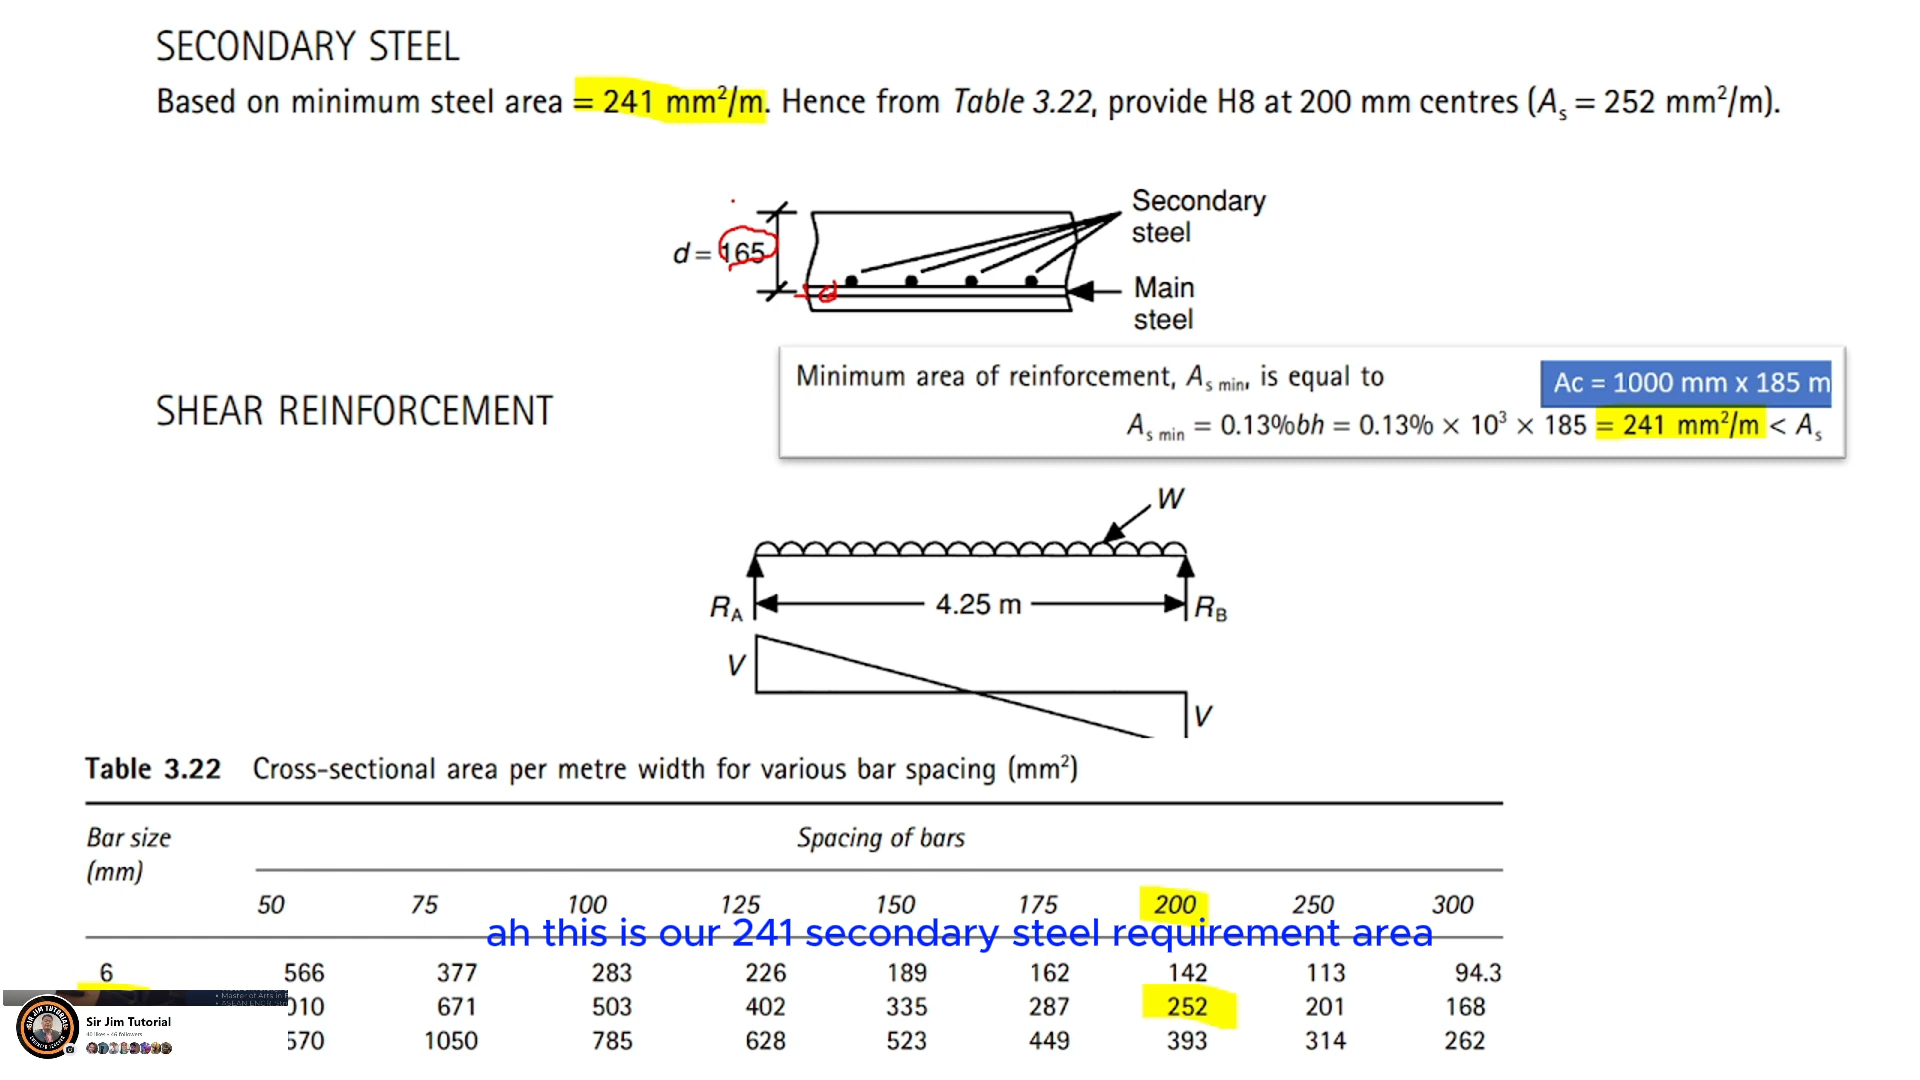 SECONDARY STEEL
Based on minimum steel area = 241 mm²/m. Hence from Table 3.22, provide H8 at 200 mm centres (Aₛ = 252 mm²/m).
Secondary
steel
d = 165
d
Main
steel
Minimum area of reinforcement, Aₛ ₘᵢₙ, is equal to
Ac = 1000 mm x 185 m
SHEAR REINFORCEMENT
Aₛ ₘᵢₙ = 0.13%bh = 0.13% × 10³ × 185 = 241 mm²/m < Aₛ
W
R_A 4.25 m R_B
V
V
Table 3.22 Cross-sectional area per metre width for various bar spacing (mm²)
Bar size Spacing of bars
(mm)
50 75 100 125 150 175 200 250 300
ah this is our 241 secondary steel requirement area
6 566 377 283 226 189 162 142 113 94.3
010 671 503 402 335 287 252 201 168
570 1050 785 628 523 449 393 314 262
Sir Jim Tutorial